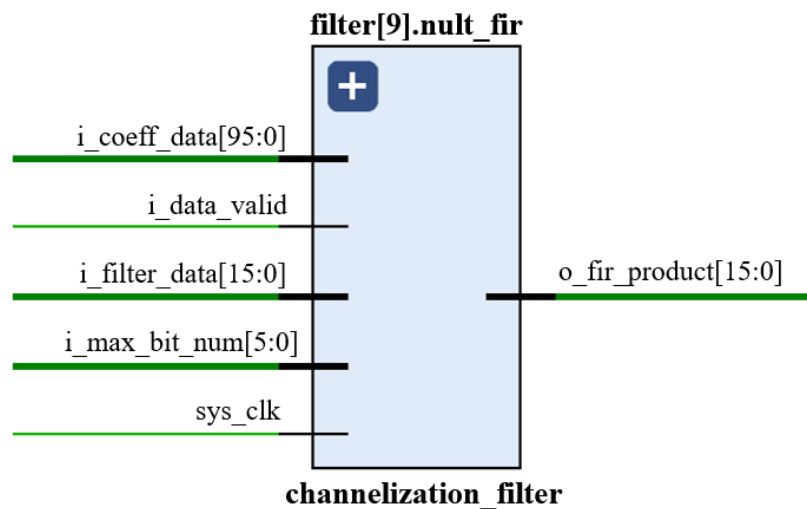 filter[9].nult_fir
i_coeff_data[95:0]
i_data_valid
i_filter_data[15:0]
o_fir_product[15:0]
i_max_bit_num[5:0]
sys_clk
channelization_filter